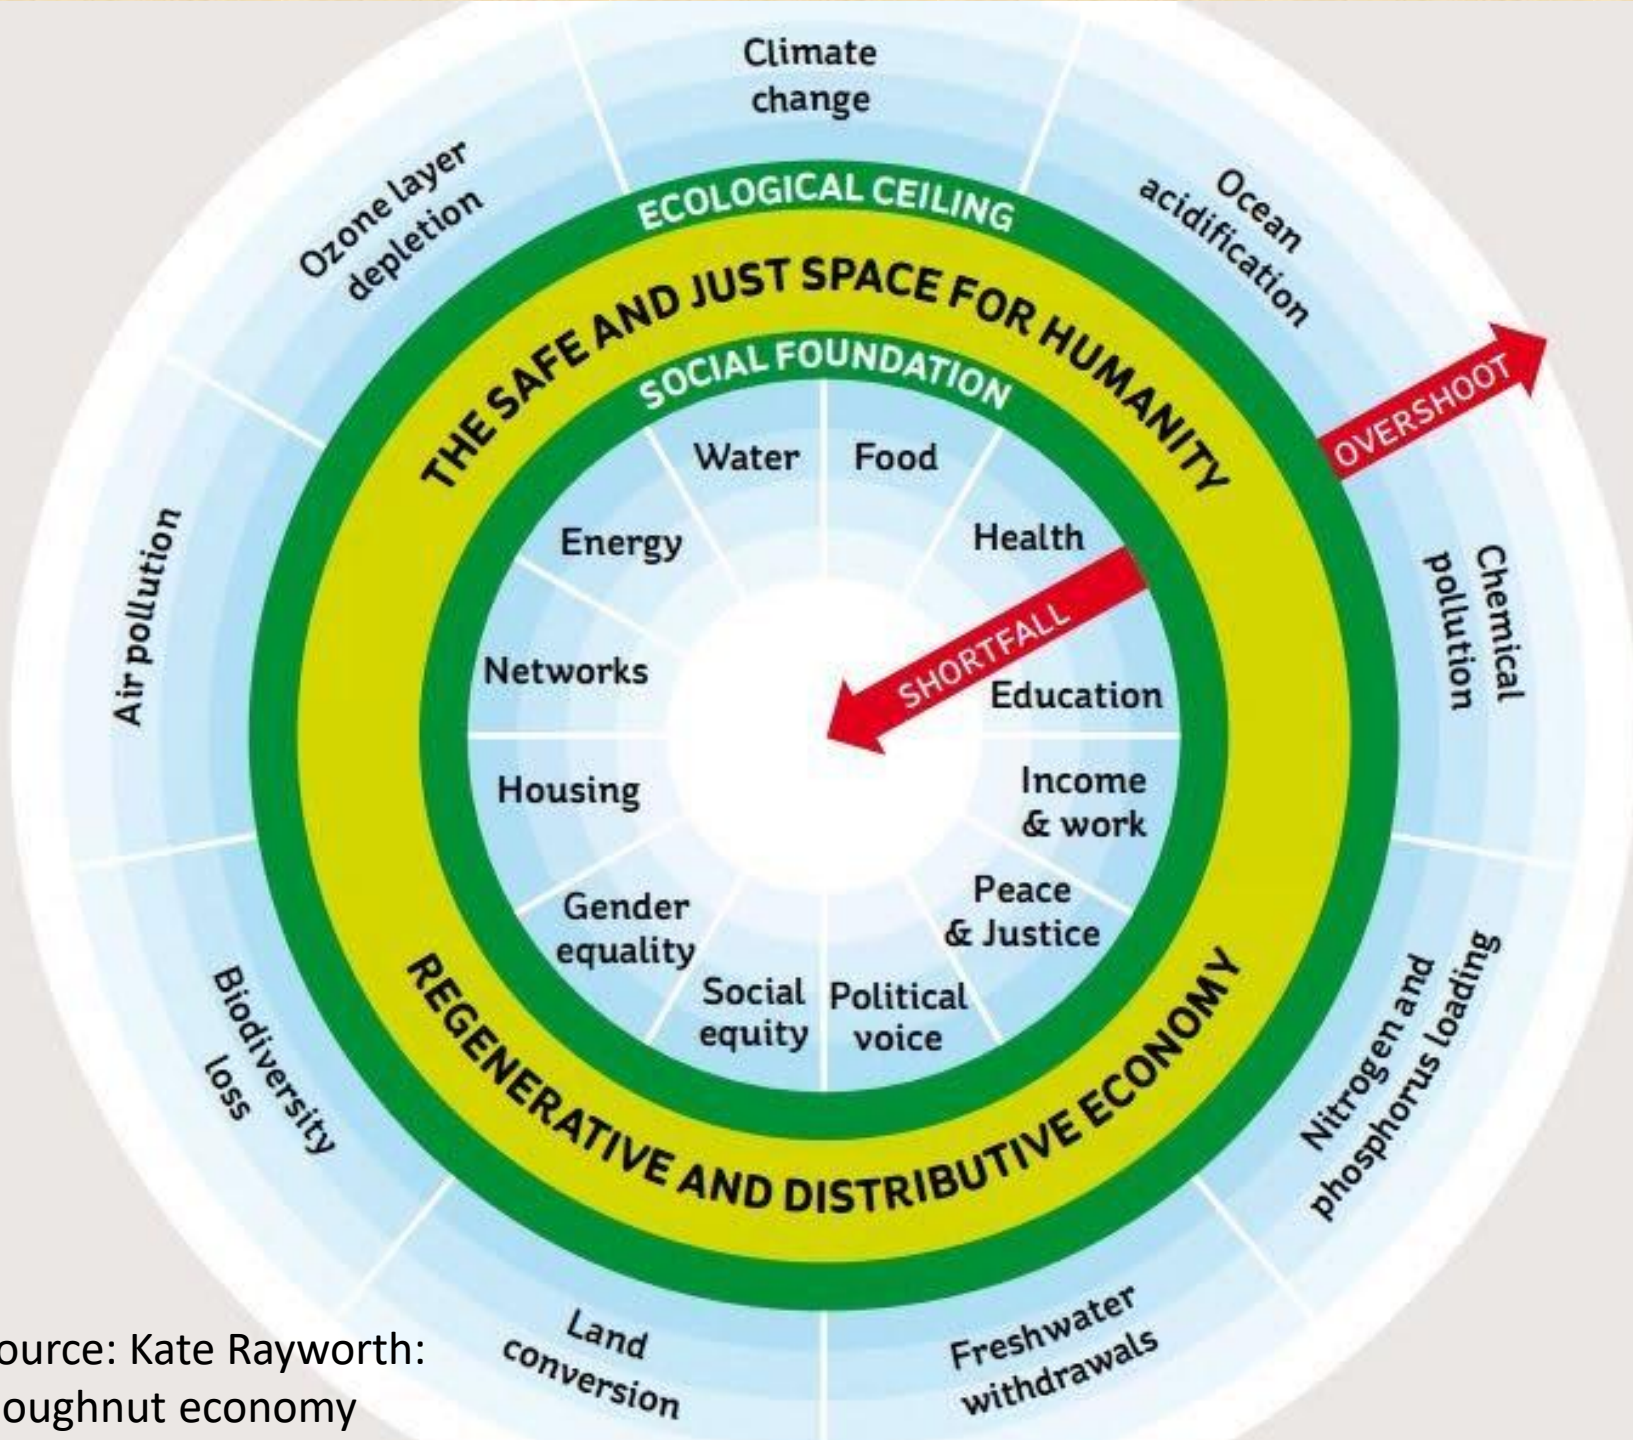 Climate
change
Ocean
acidification
OVERSHOOT
Chemical
pollution
Nitrogen and
phosphorus loading
Freshwater
withdrawals
Land
conversion
Biodiversity
loss
Air pollution
Ozone layer
depletion
ECOLOGICAL CEILING
THE SAFE AND JUST SPACE FOR HUMANITY
SOCIAL FOUNDATION
Water
Food
Health
SHORTFALL
Education
Income
& work
Peace
& Justice
Political
voice
Social
equity
Gender
equality
Housing
Networks
Energy
REGENERATIVE AND DISTRIBUTIVE ECONOMY
ource: Kate Rayworth:
oughnut economy